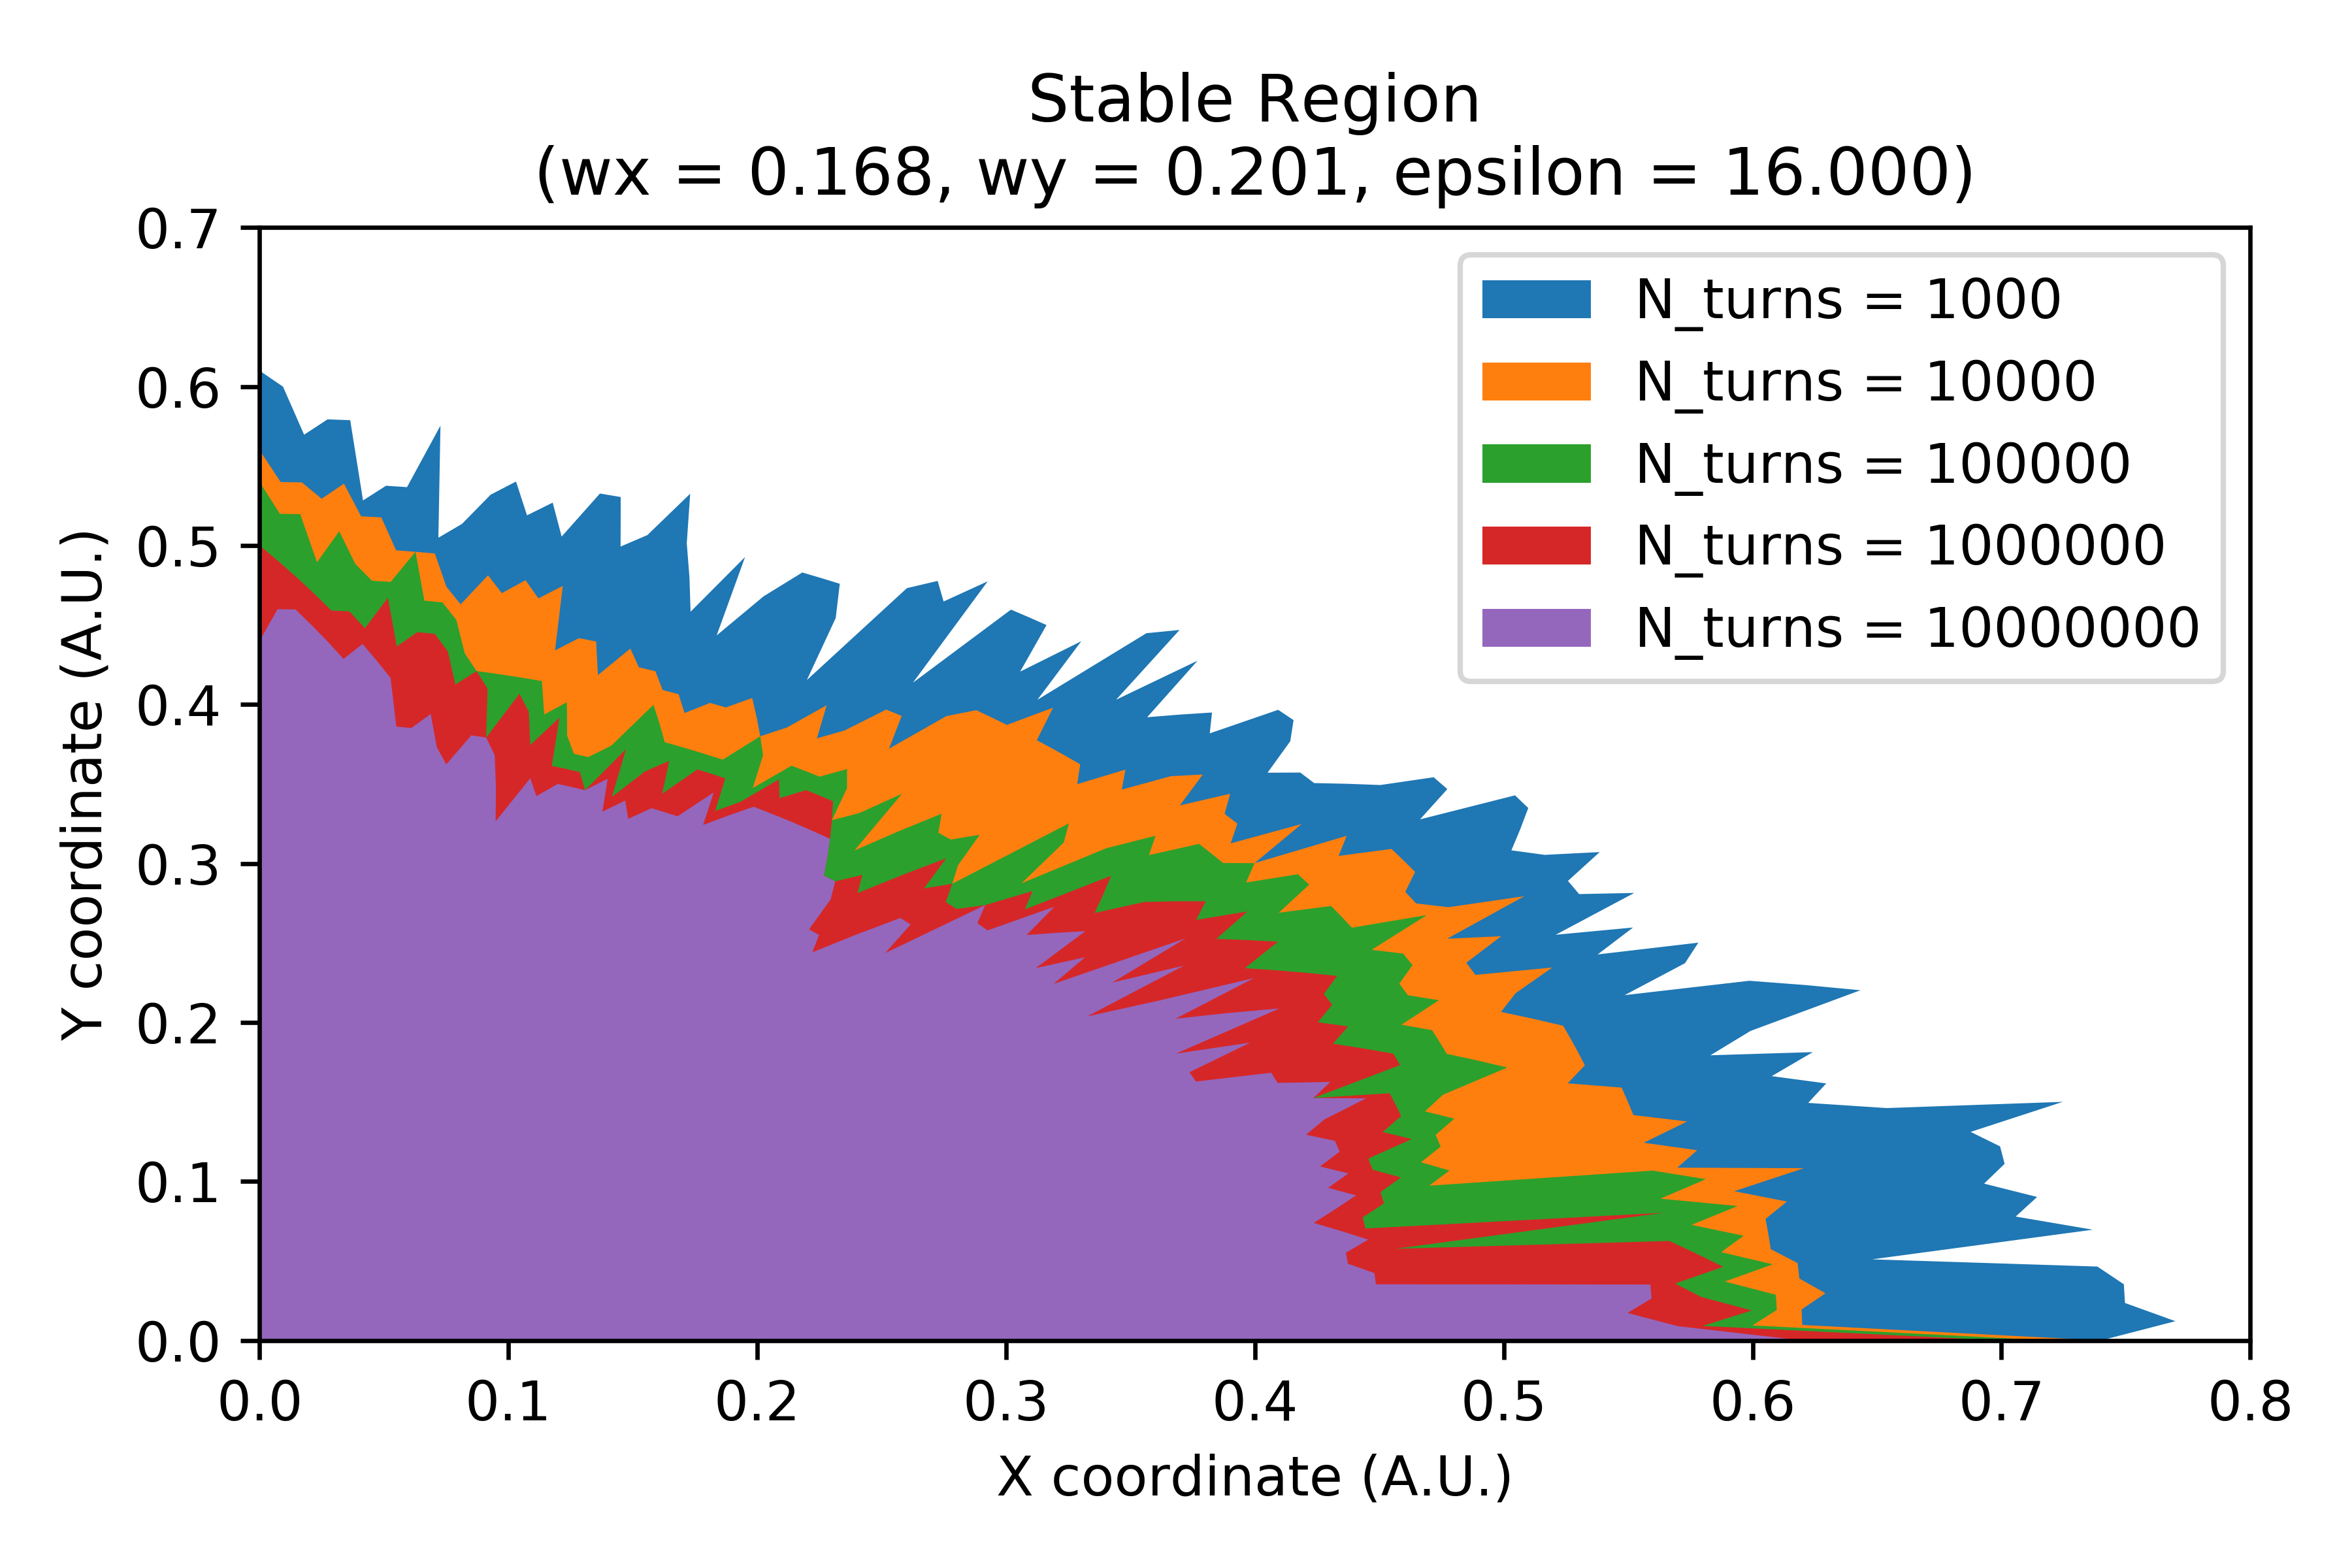 Stable Region
(wx = 0.168, wy = 0.201, epsilon = 16.000)
0.7
0.6
0.5
0.4
0.3
0.2
0.1
0.0
Y coordinate (A.U.)
N_turns = 1000
N_turns = 10000
N_turns = 100000
N_turns = 1000000
N_turns = 10000000
0.0 0.1 0.2 0.3 0.4 0.5 0.6 0.7 0.8
X coordinate (A.U.)